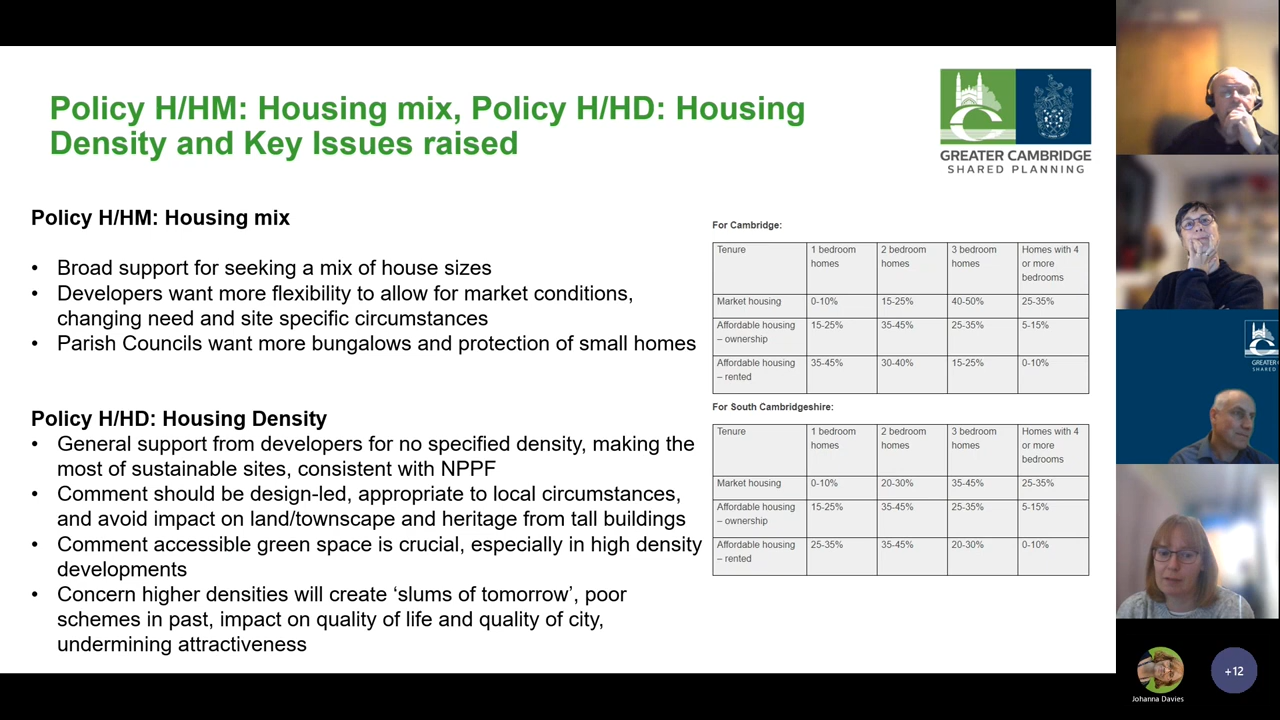 Policy H/HM: Housing mix, Policy H/HD: Housing
Density and Key Issues raised
GREATER CAMBRIDGE
SHARED PLANNING
Policy H/HM: Housing mix
• Broad support for seeking a mix of house sizes
• Developers want more flexibility to allow for market conditions,
changing need and site specific circumstances
• Parish Councils want more bungalows and protection of small homes
Policy H/HD: Housing Density
• General support from developers for no specified density, making the
most of sustainable sites, consistent with NPPF
• Comment should be design-led, appropriate to local circumstances,
and avoid impact on land/townscape and heritage from tall buildings
• Comment accessible green space is crucial, especially in high density
developments
• Concern higher densities will create ‘slums of tomorrow’, poor
schemes in past, impact on quality of life and quality of city,
undermining attractiveness
For Cambridge:
Tenure 1 bedroom 2 bedroom 3 bedroom Homes with 4
homes homes homes or more
bedrooms
Market housing 0-10% 15-25% 40-50% 25-35%
Affordable housing 15-25% 35-45% 25-35% 5-15%
– ownership
Affordable housing 35-45% 30-40% 15-25% 0-10%
– rented
For South Cambridgeshire:
Tenure 1 bedroom 2 bedroom 3 bedroom Homes with 4
homes homes homes or more
bedrooms
Market housing 0-10% 20-30% 35-45% 25-35%
Affordable housing 15-25% 35-45% 25-35% 5-15%
– ownership
Affordable housing 25-35% 35-45% 20-30% 0-10%
– rented
GREATER C
SHARED
Johanna Davies
+12